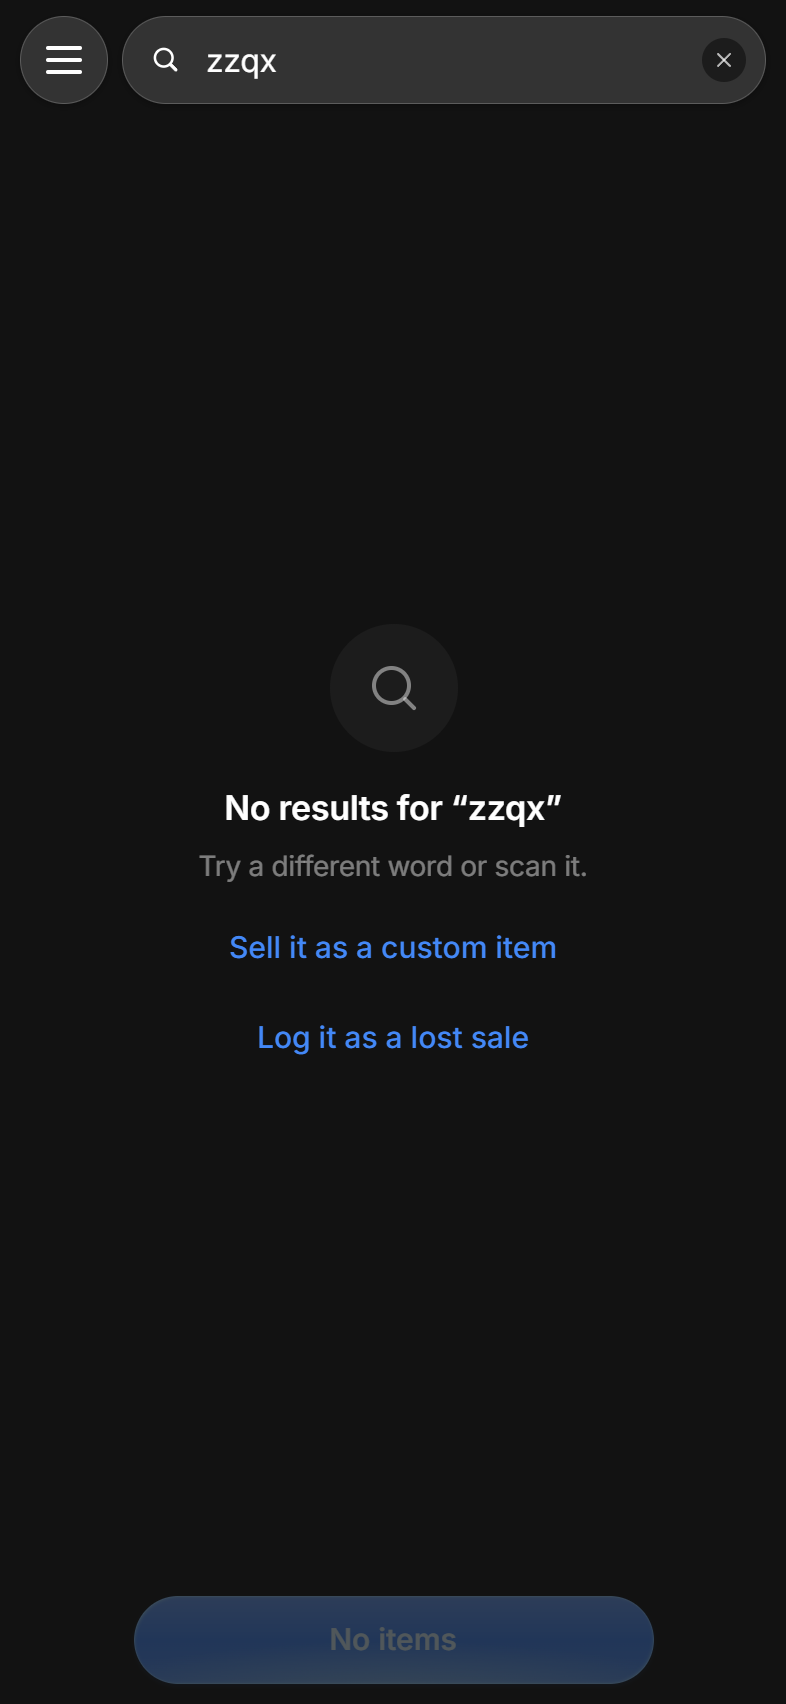 zzqx
No results for “zzqx”
Try a different word or scan it.
Sell it as a custom item
Log it as a lost sale
No items